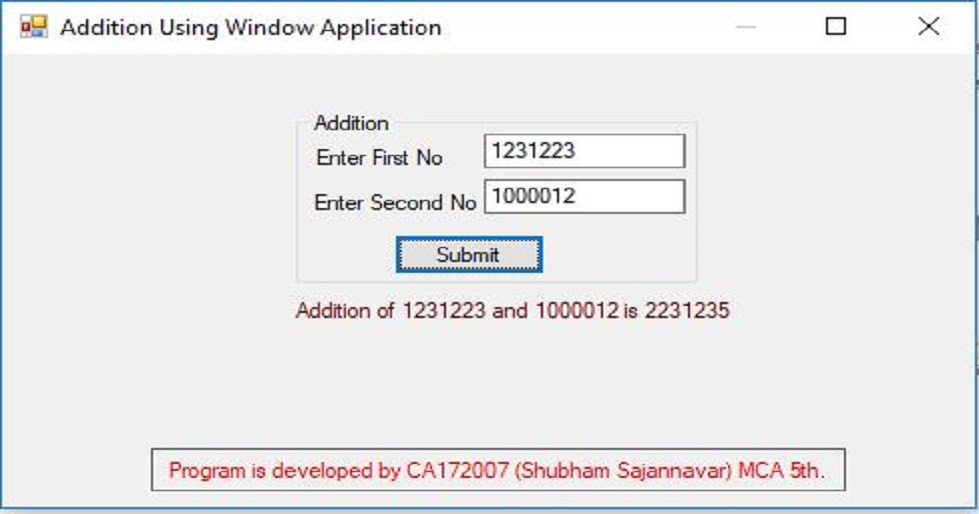 Addition Using Window Application
Addition
Enter First No 1231223
Enter Second No 1000012
Submit
Addition of 1231223 and 1000012 is 2231235
Program is developed by CA172007 (Shubham Sajannavar) MCA 5th.